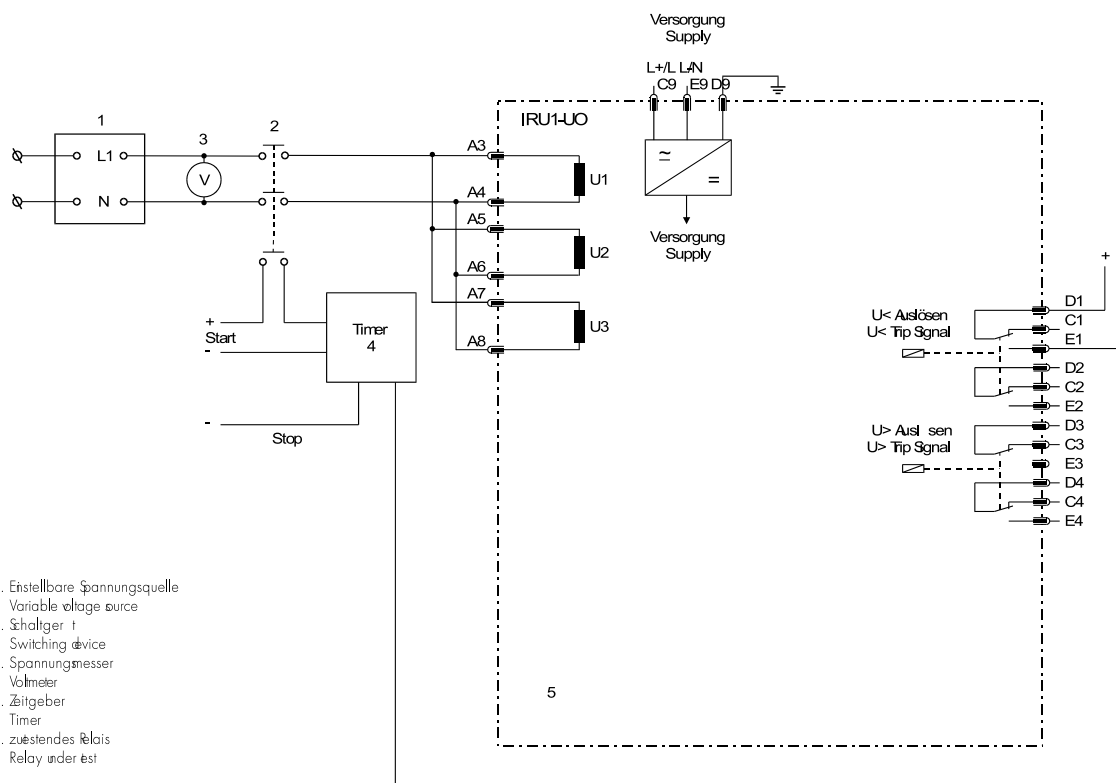 Versorgung
Supply
L+/L L-/N
C9 E9 D9
1
2
3
IRU1-UO
L1
V
N
A3
A4
A5
A6
A7
A8
U1
U2
U3
≃
=
Versorgung
Supply
+
Start
-
Timer
4
-
Stop
U< Auslösen
U< Trip Signal
U> Ausl sen
U> Trip Signal
+
D1
C1
E1
D2
C2
E2
D3
C3
E3
D4
C4
E4
5
. Einstellbare Spannungsquelle
Variable voltage source
. Schaltger t
Switching device
. Spannungsmesser
Voltmeter
. Zeitgeber
Timer
. zu testendes Relais
Relay under test